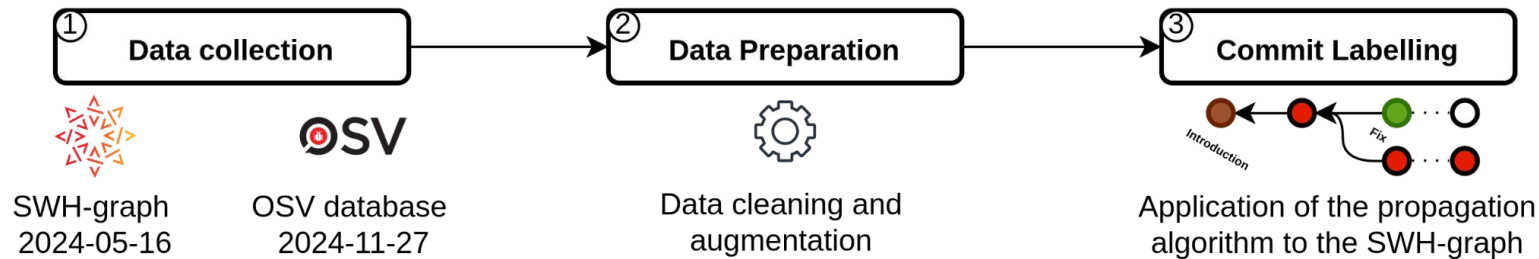 1
Data collection
2
Data Preparation
3
Commit Labelling
OSV
Introduction
Fix
SWH-graph
2024-05-16
OSV database
2024-11-27
Data cleaning and
augmentation
Application of the propagation
algorithm to the SWH-graph